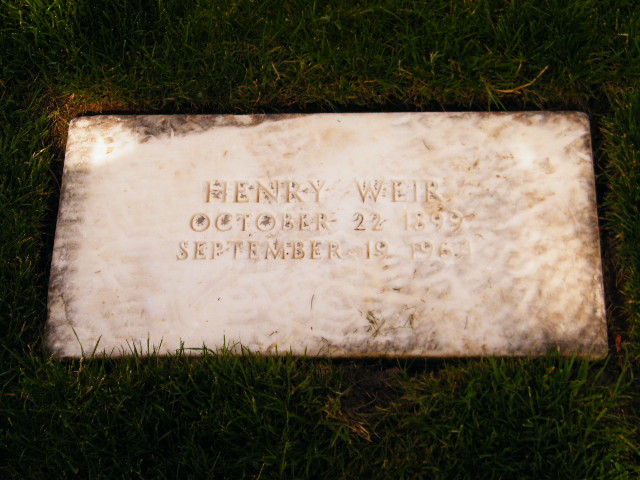 HENRY WEIR
OCTOBER 22 1899
SEPTEMBER 19